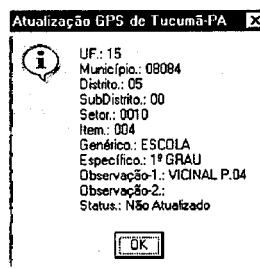 Atualização GPS de Tucumã-PA
UF.: 15
Município.: 08084
Distrito.: 05
SubDistrito.: 00
Setor.: 0010
Item.: 004
Genérico.: ESCOLA
Específico.: 1º GRAU
Observação-1.: VICINAL P.04
Observação-2.:
Status.: Não Atualizado
OK